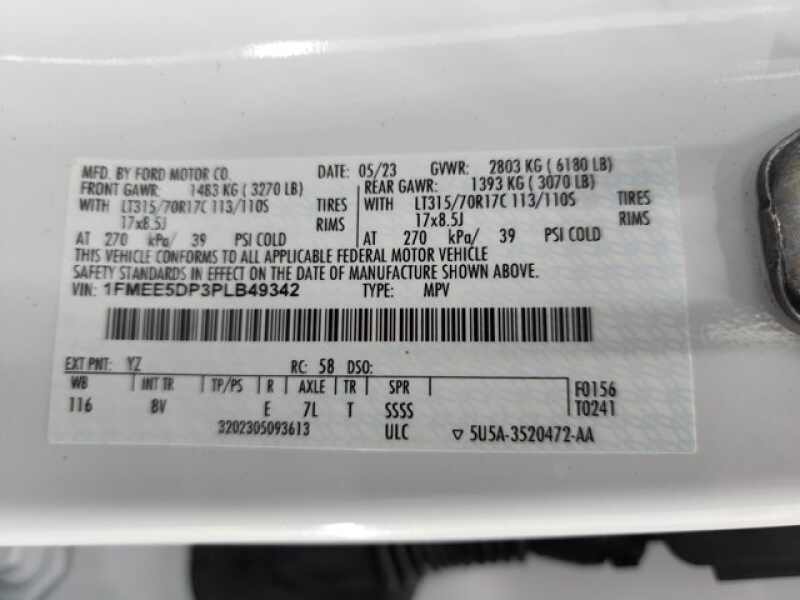 MFD. BY FORD MOTOR CO. DATE: 05/23 GVWR: 2803 KG ( 6180 LB)
FRONT GAWR: 1483 KG ( 3270 LB) REAR GAWR: 1393 KG ( 3070 LB)
WITH LT315/70R17C 113/110S TIRES WITH LT315/70R17C 113/110S TIRES
17x8.5J RIMS 17x8.5J RIMS
AT 270 kPa/ 39 PSI COLD AT 270 kPa/ 39 PSI COLD
THIS VEHICLE CONFORMS TO ALL APPLICABLE FEDERAL MOTOR VEHICLE
SAFETY STANDARDS IN EFFECT ON THE DATE OF MANUFACTURE SHOWN ABOVE.
VIN: 1FMEE5DP3PLB49342 TYPE: MPV
EXT PNT: YZ RC: 58 DSO:
WB INT TR TP/PS R AXLE TR SPR F0156
116 8V E 7L T SSSS T0241
3202305093613 ULC ▽ 5U5A-3520472-AA